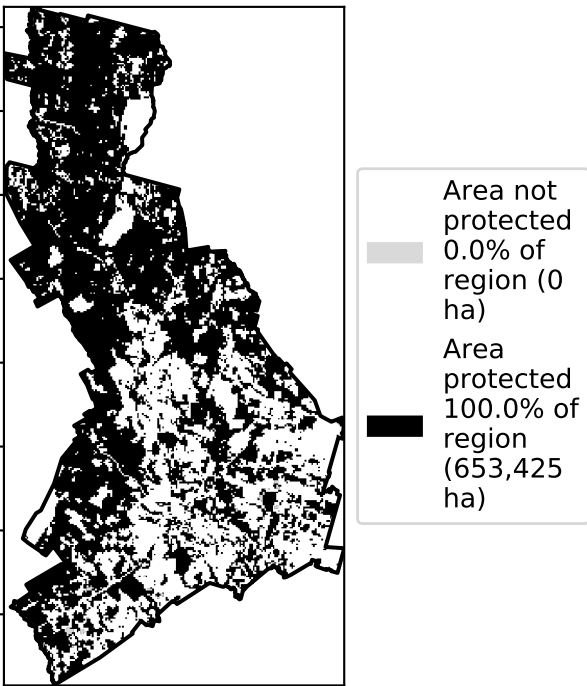 Area not
protected
0.0% of
region (0
ha)
Area
protected
100.0% of
region
(653,425
ha)